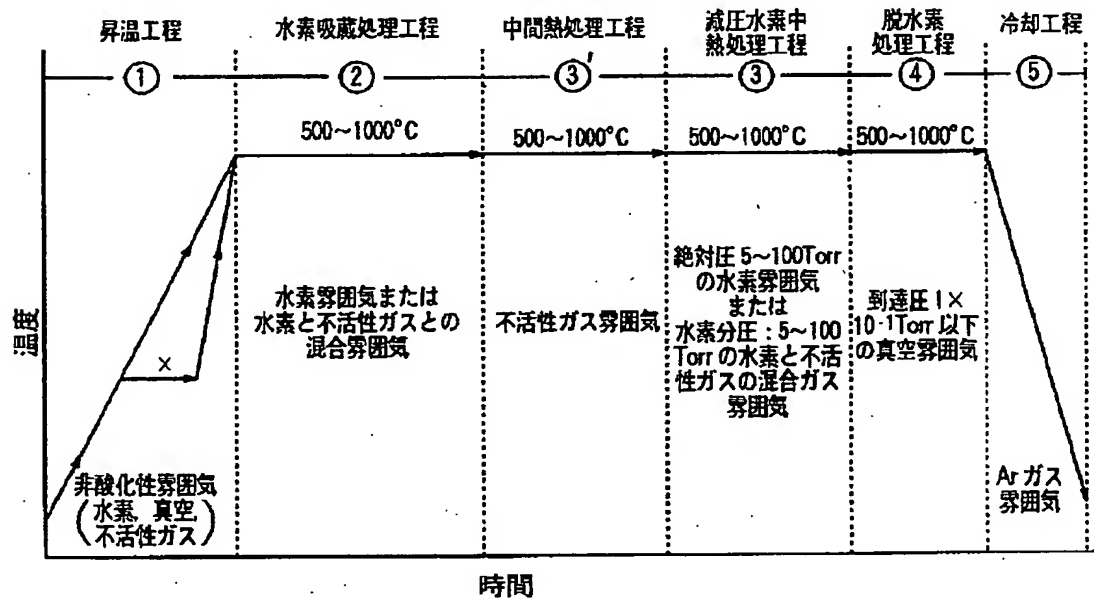 昇温工程
水素吸蔵処理工程
中間熱処理工程
減圧水素中
熱処理工程
脱水素
処理工程
冷却工程
①
②
③′
③
④
⑤
500~1000°C
500~1000°C
500~1000°C
500~1000°C
温度
×
非酸化性雰囲気
(水素, 真空,
不活性ガス)
水素雰囲気または
水素と不活性ガスとの
混合雰囲気
不活性ガス雰囲気
絶対圧 5~100Torr
の水素雰囲気
または
水素分圧:5~100
Torr の水素と不活
性ガスの混合ガス
雰囲気
到達圧 1×
10⁻¹Torr 以下
の真空雰囲気
Ar ガス
雰囲気
時間